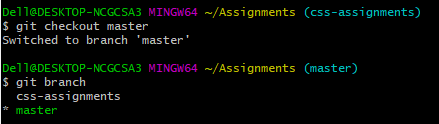 Dell@DESKTOP-NCGCSA3 MINGW64 ~/Assignments (css-assignments)
$ git checkout master
Switched to branch 'master'
Dell@DESKTOP-NCGCSA3 MINGW64 ~/Assignments (master)
$ git branch
css-assignments
* master